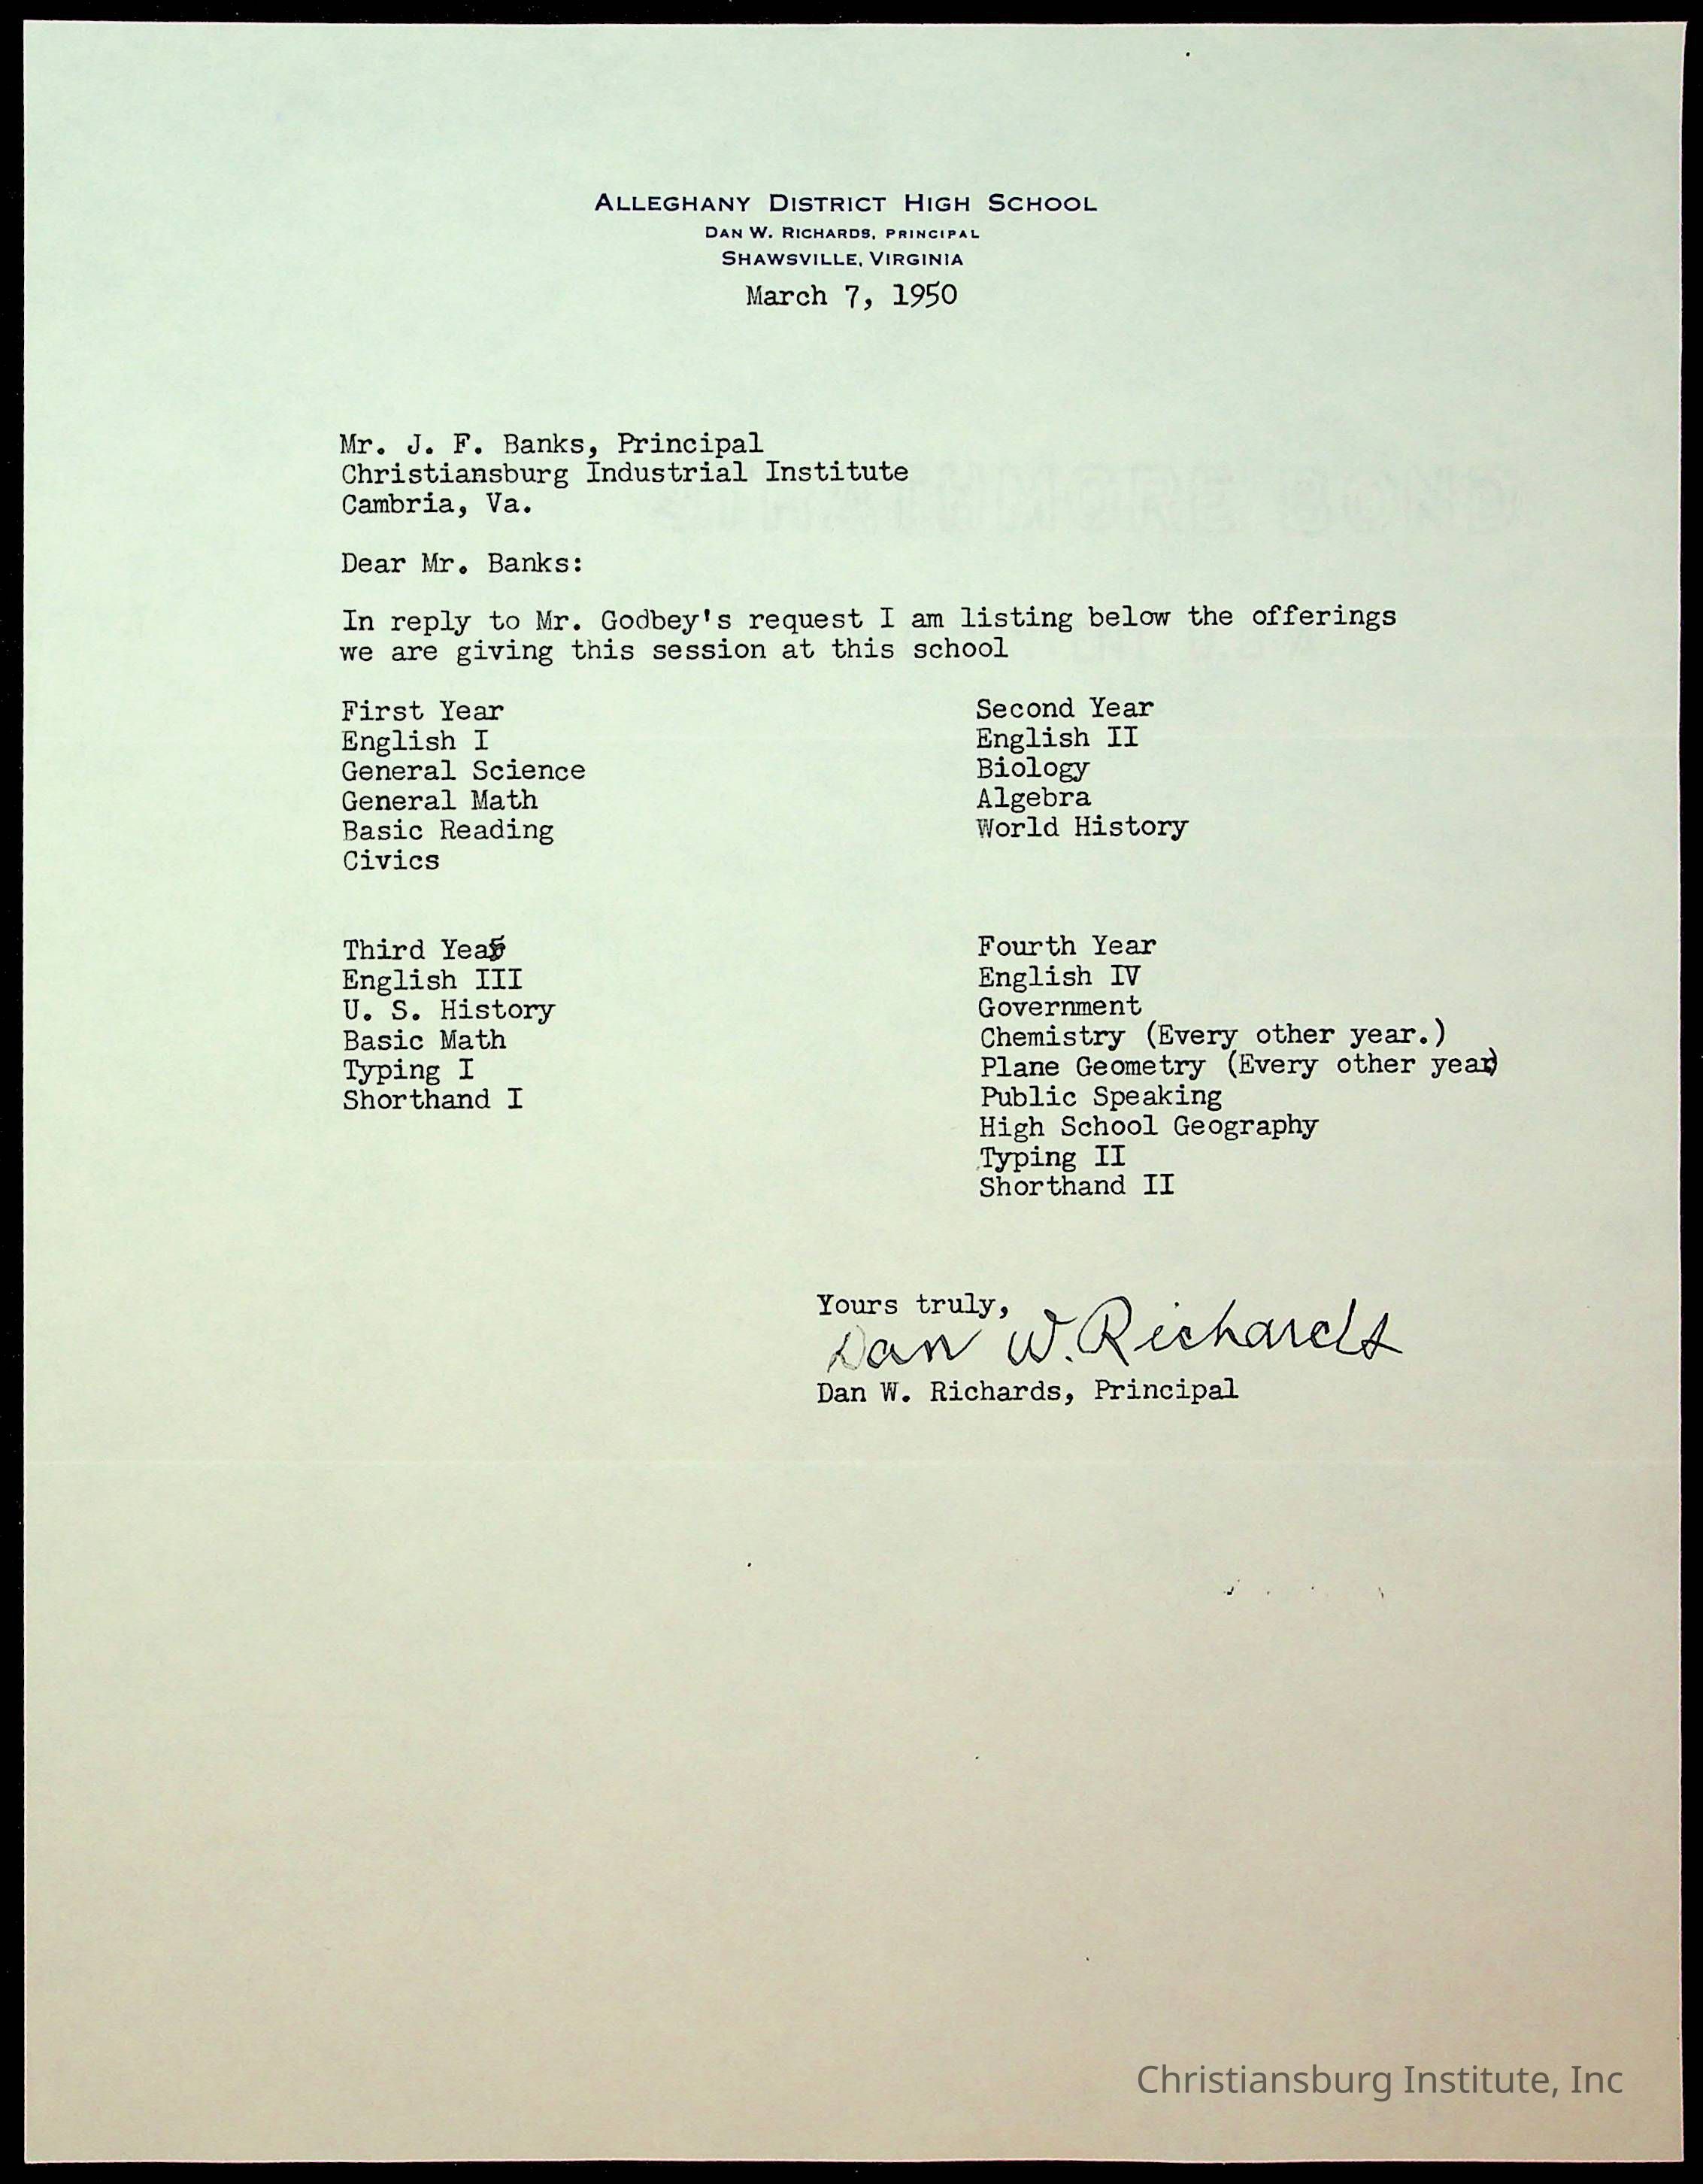 ALLEGHANY DISTRICT HIGH SCHOOL
DAN W. RICHARDS, PRINCIPAL
SHAWSVILLE, VIRGINIA
March 7, 1950
Mr. J. F. Banks, Principal
Christiansburg Industrial Institute
Cambria, Va.
Dear Mr. Banks:
In reply to Mr. Godbey's request I am listing below the offerings
we are giving this session at this school
First Year
English I
General Science
General Math
Basic Reading
Civics
Second Year
English II
Biology
Algebra
World History
Third Year
English III
U. S. History
Basic Math
Typing I
Shorthand I
Fourth Year
English IV
Government
Chemistry (Every other year.)
Plane Geometry (Every other year)
Public Speaking
High School Geography
Typing II
Shorthand II
Yours truly,
Dan W. Richards
Dan W. Richards, Principal
Christiansburg Institute, Inc